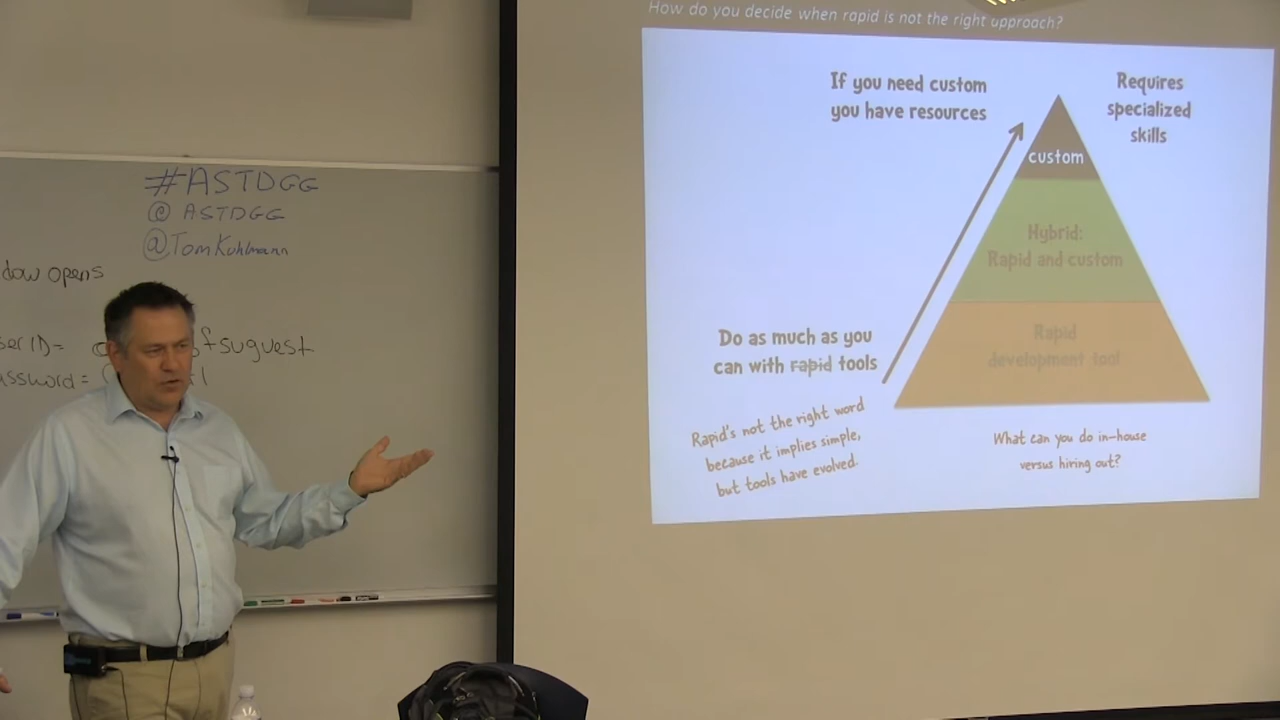 How do you decide when rapid is not the right approach?
If you need custom
you have resources
Requires
specialized
skills
custom
Hybrid:
Rapid and custom
Rapid
development tool
Do as much as you
can with rapid tools
Rapid's not the right word
because it implies simple,
but tools have evolved.
What can you do in-house
versus hiring out?
#ASTDGG
@ASTDGG
@TomKuhlmann
opens
ID=
fsuguest
=